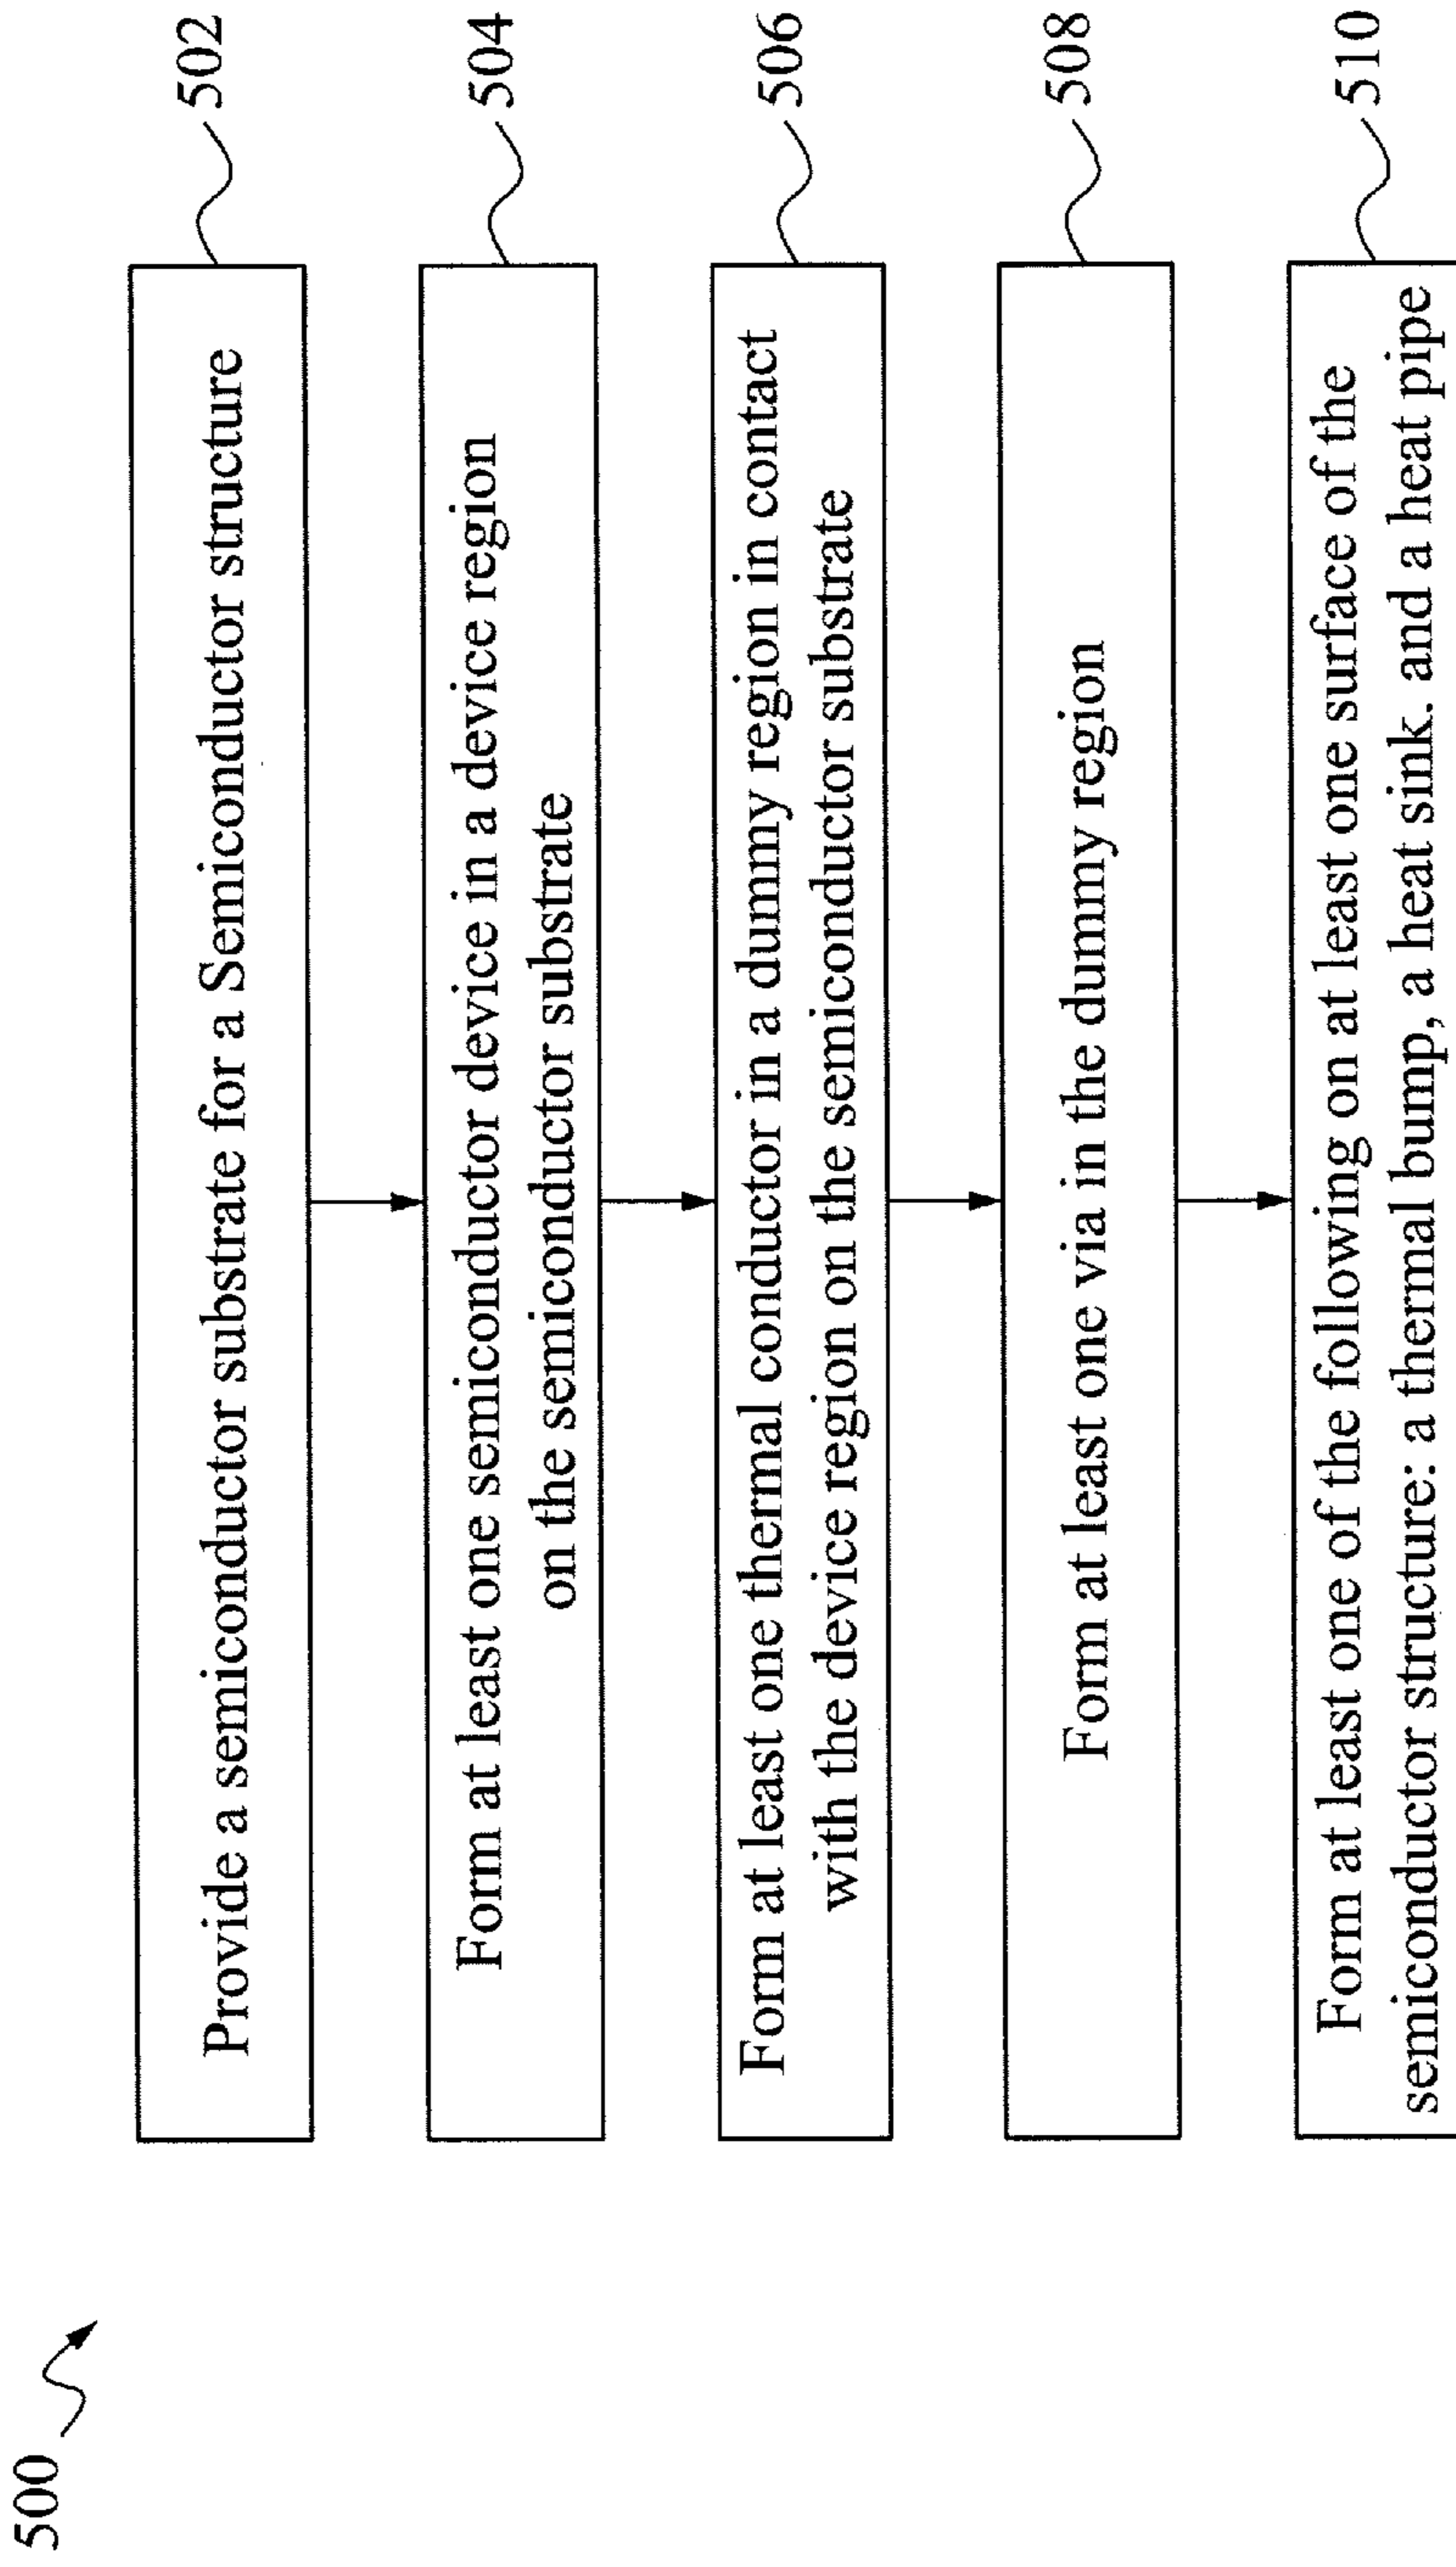 500
Provide a semiconductor substrate for a Semiconductor structure
502
Form at least one semiconductor device in a device region
on the semiconductor substrate
504
Form at least one thermal conductor in a dummy region in contact
with the device region on the semiconductor substrate
506
Form at least one via in the dummy region
508
Form at least one of the following on at least one surface of the
semiconductor structure: a thermal bump, a heat sink. and a heat pipe
510